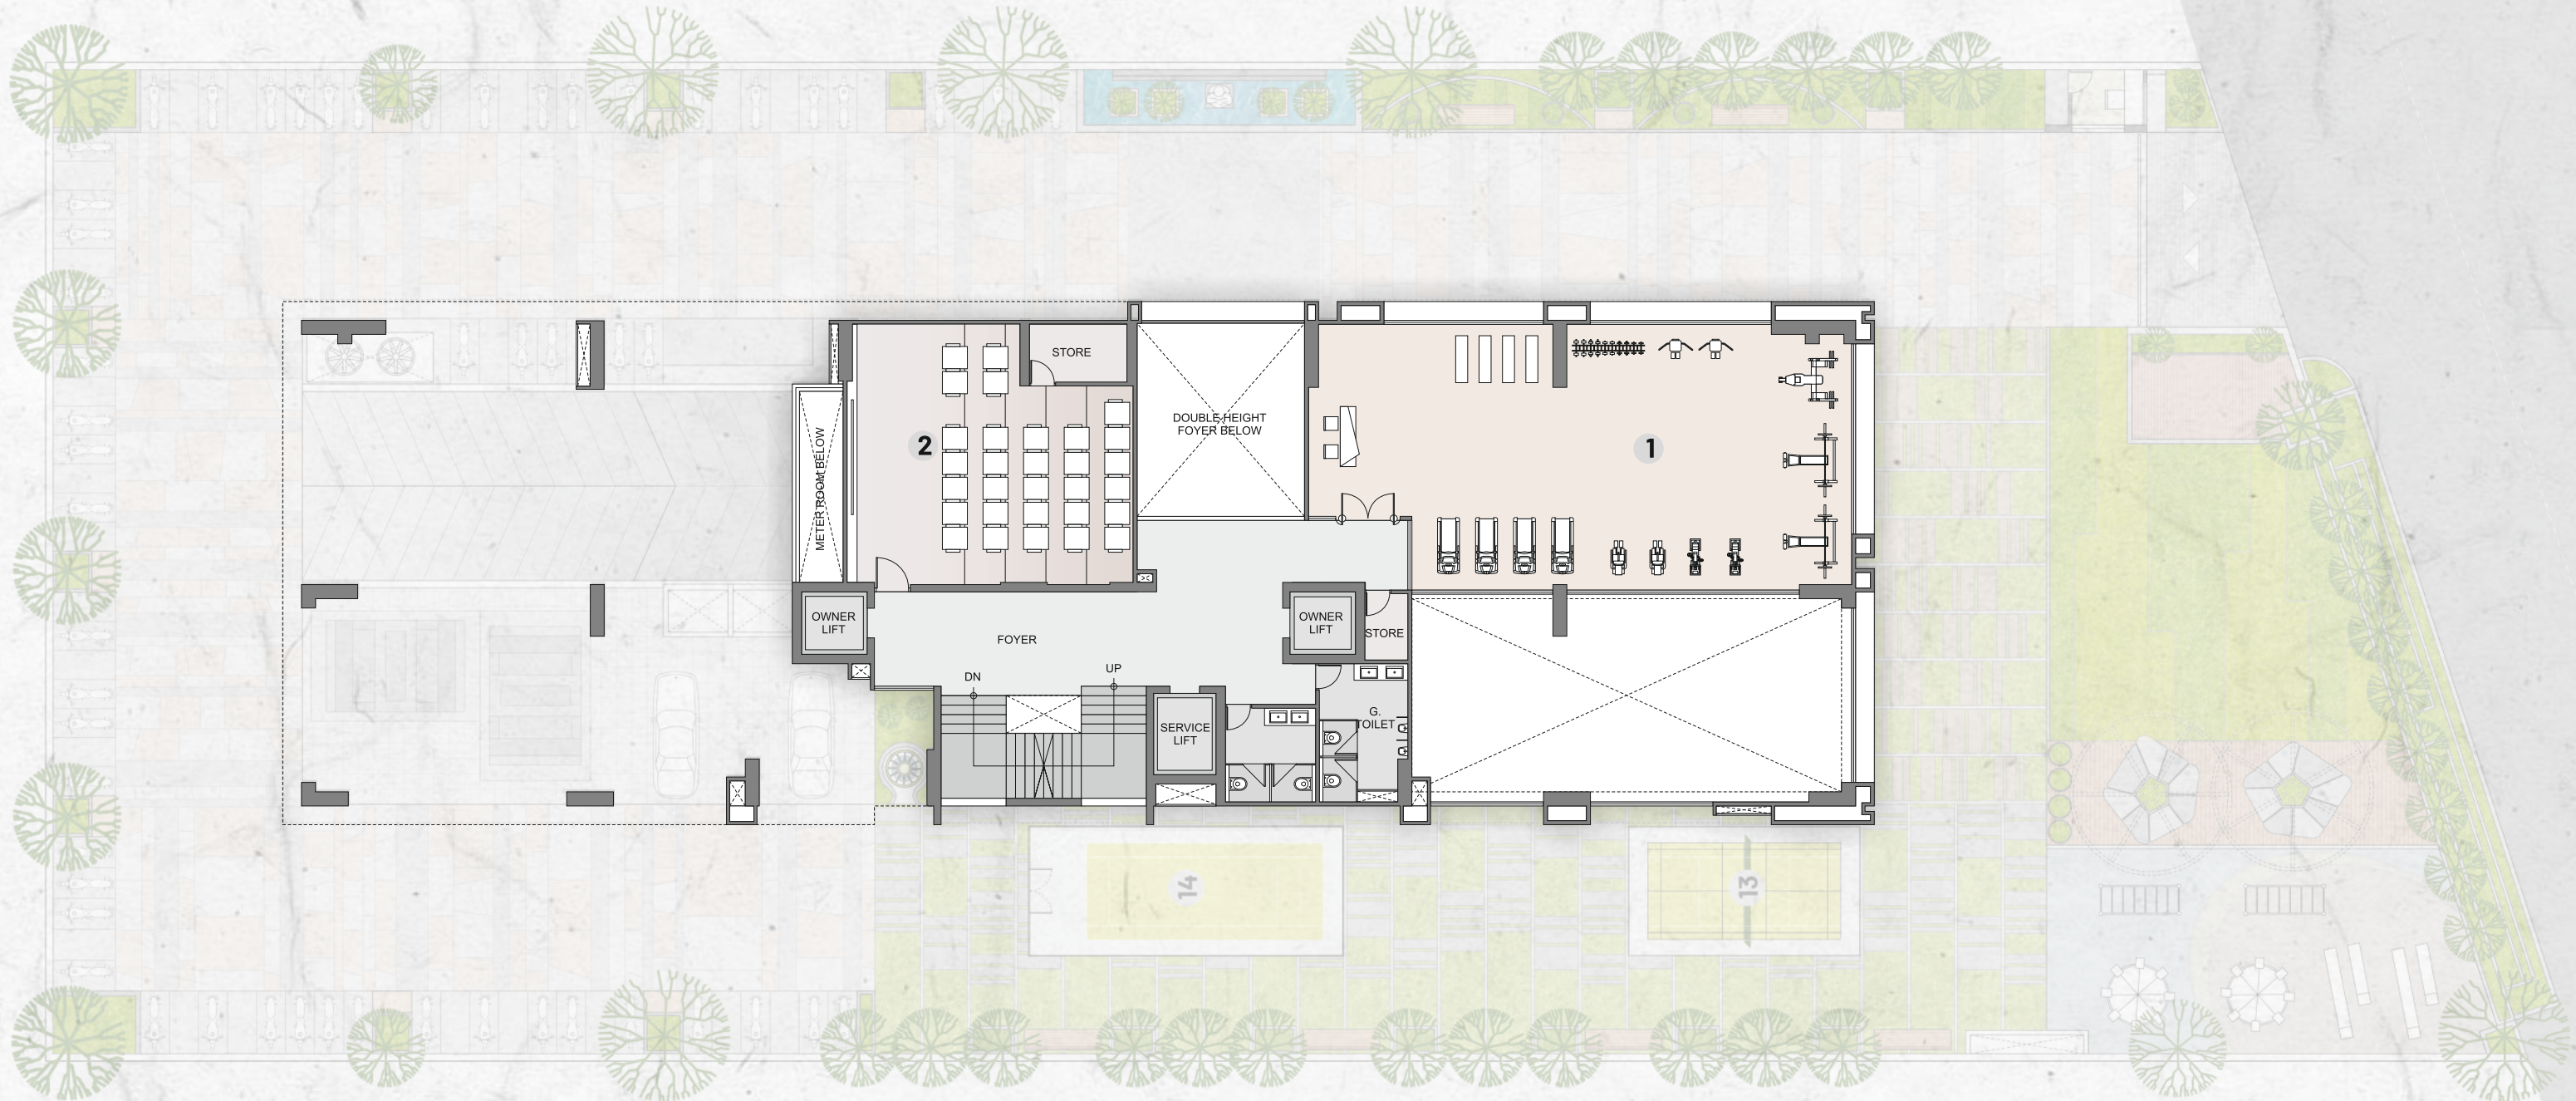 STORE
DOUBLE HEIGHT
FOYER BELOW
2
1
METER ROOM BELOW
OWNER
LIFT
OWNER
LIFT
STORE
FOYER
UP
DN
SERVICE
LIFT
G.
TOILET
14
13